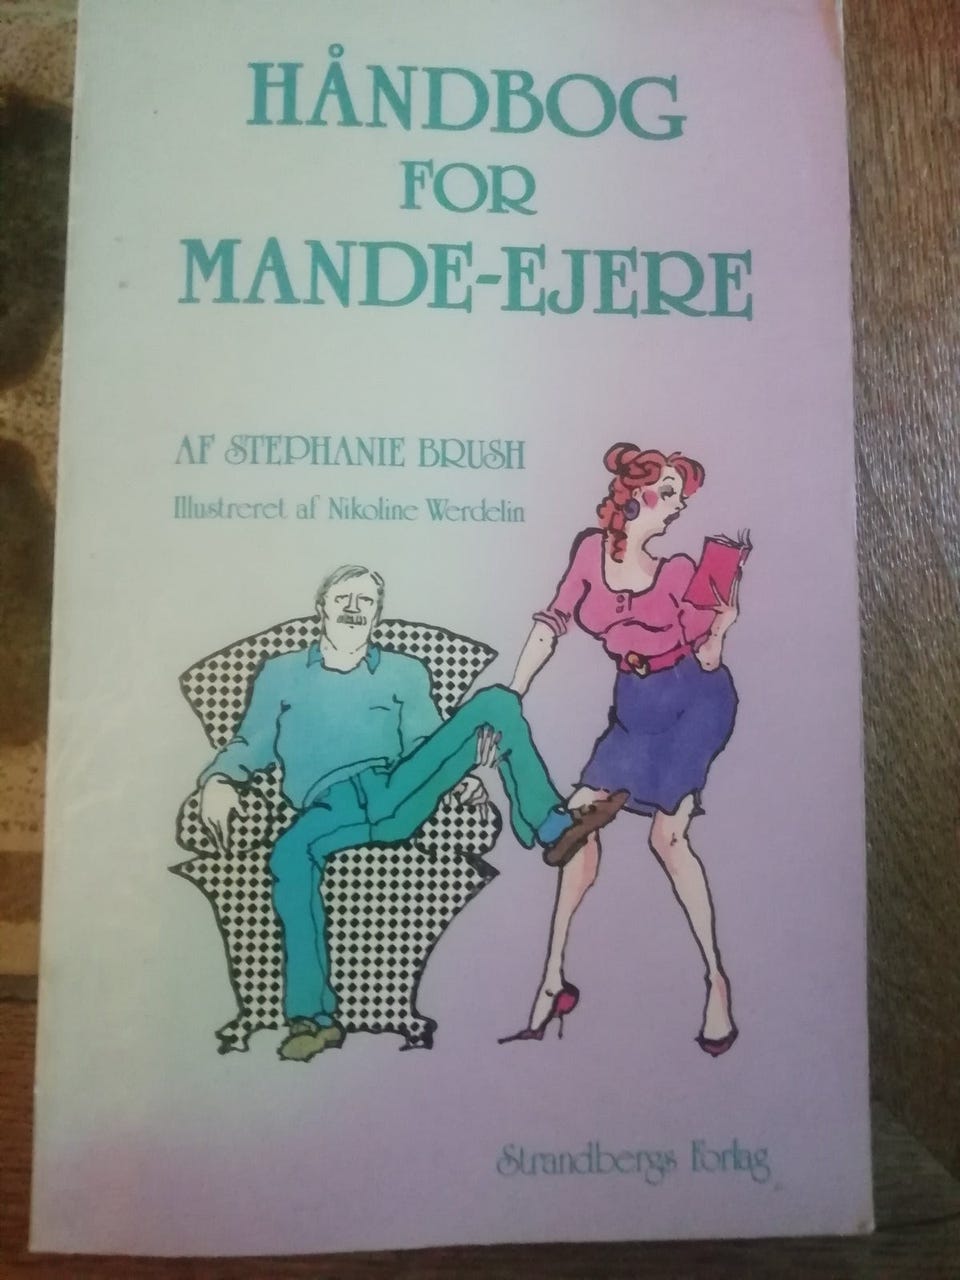 HÅNDBOG
FOR
MANDE-EJERE
AF STEPHANIE BRUSH
Illustreret af Nikoline Werdelin
Strandbergs Forlag